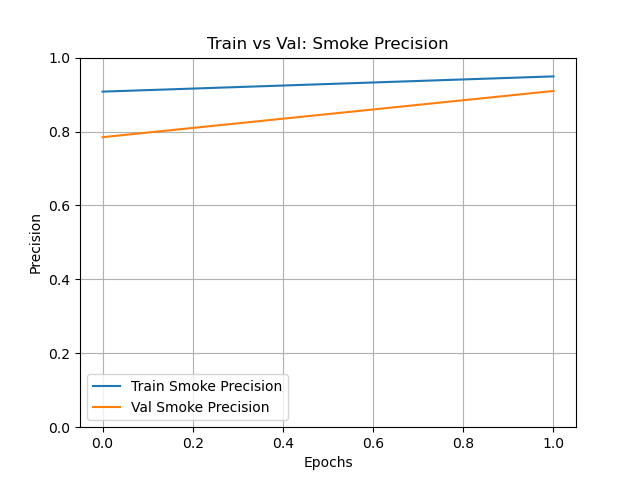 Train vs Val: Smoke Precision
1.0
0.8
0.6
0.4
0.2
0.0
Precision
Train Smoke Precision
Val Smoke Precision
0.0 0.2 0.4 0.6 0.8 1.0
Epochs